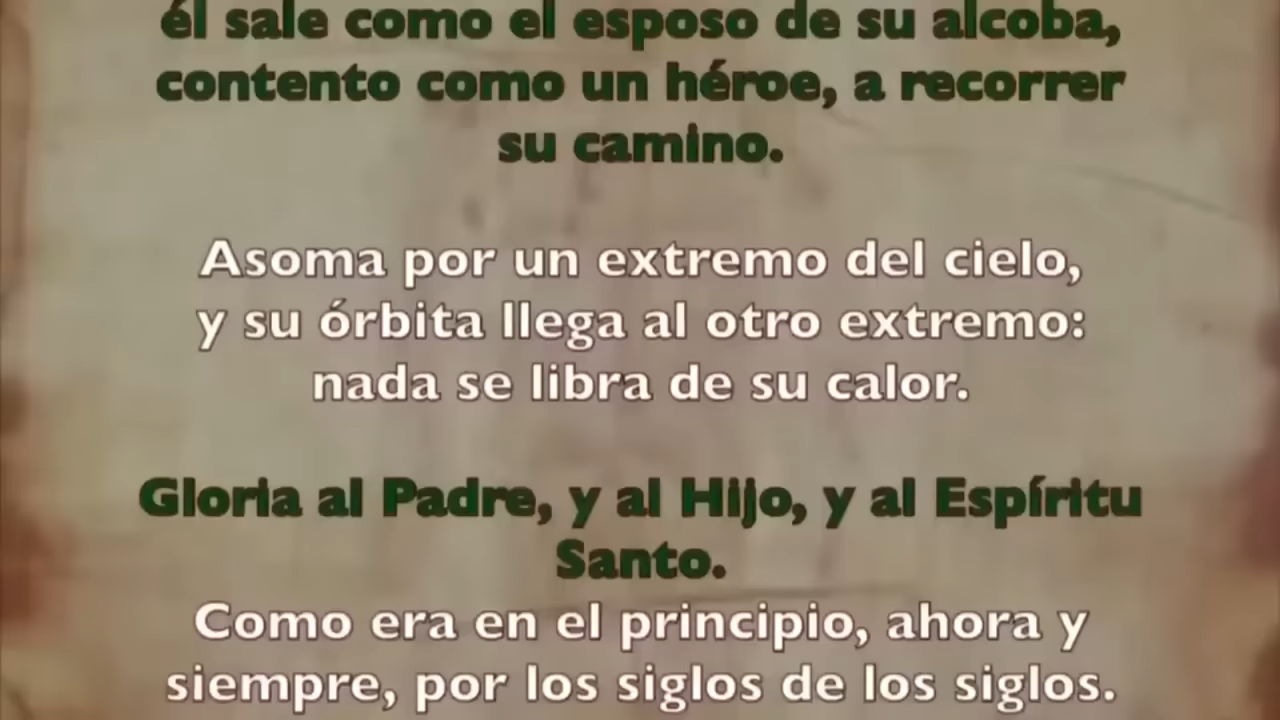 él sale como el esposo de su alcoba,
contento como un héroe, a recorrer
su camino.
Asoma por un extremo del cielo,
y su órbita llega al otro extremo:
nada se libra de su calor.
Gloria al Padre, y al Hijo, y al Espíritu
Santo.
Como era en el principio, ahora y
siempre, por los siglos de los siglos.